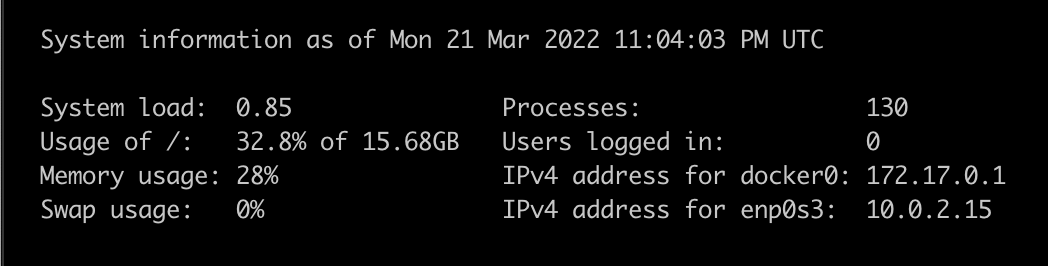 System information as of Mon 21 Mar 2022 11:04:03 PM UTC
System load:  0.85               Processes:                130
Usage of /:   32.8% of 15.68GB   Users logged in:          0
Memory usage: 28%                IPv4 address for docker0: 172.17.0.1
Swap usage:   0%                 IPv4 address for enp0s3:  10.0.2.15